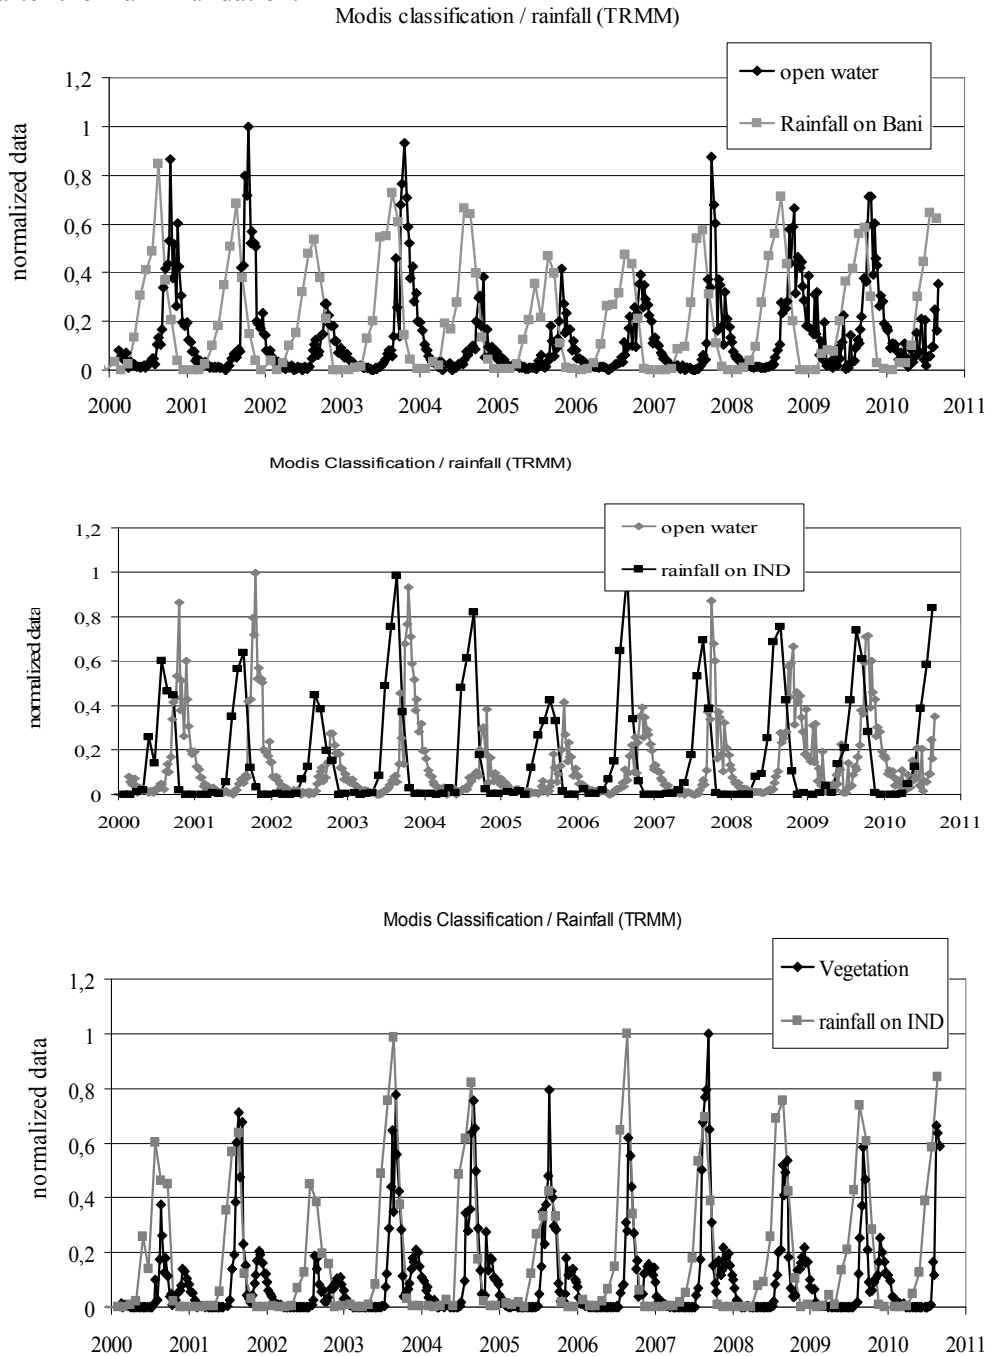 Modis classification / rainfall (TRMM)
open water
Rainfall on Bani
normalized data
1,2
1
0,8
0,6
0,4
0,2
0
2000 2001 2002 2003 2004 2005 2006 2007 2008 2009 2010 2011
Modis Classification / rainfall (TRMM)
open water
rainfall on IND
normalized data
1,2
1
0,8
0,6
0,4
0,2
0
2000 2001 2002 2003 2004 2005 2006 2007 2008 2009 2010 2011
Modis Classification / Rainfall (TRMM)
Vegetation
rainfall on IND
normalized data
1,2
1
0,8
0,6
0,4
0,2
0
2000 2001 2002 2003 2004 2005 2006 2007 2008 2009 2010 2011